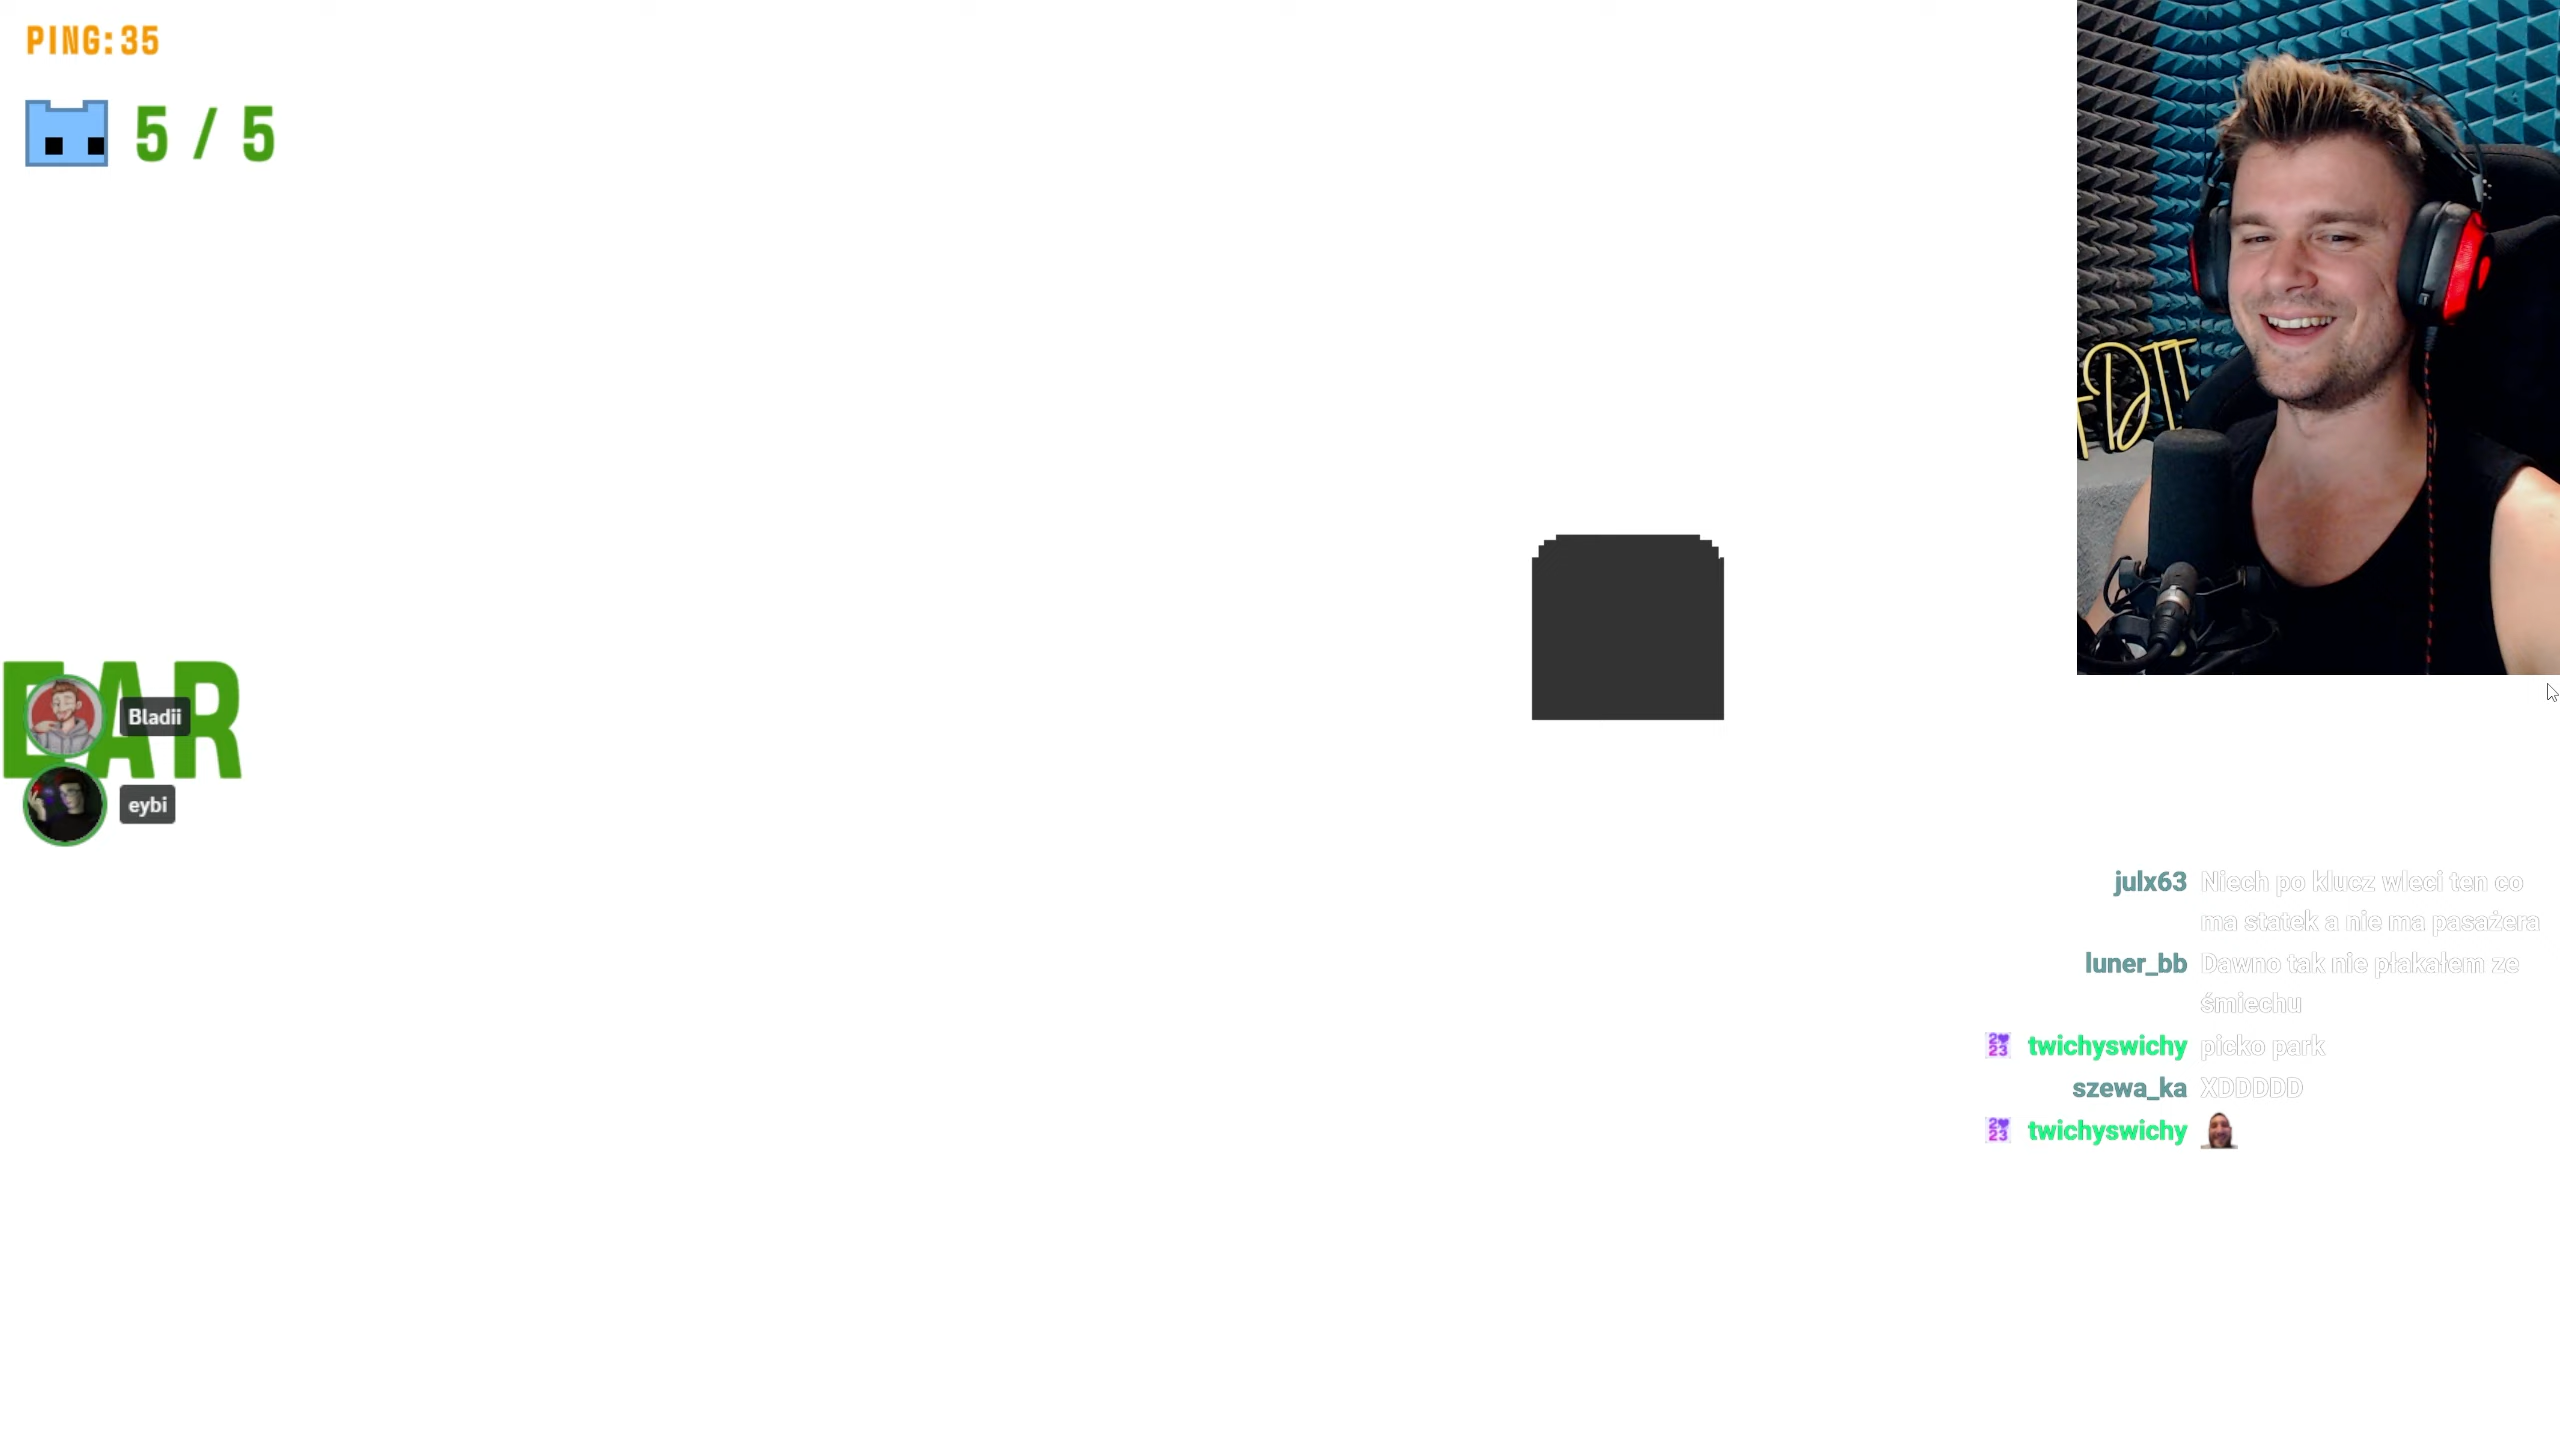 PING:35
5 / 5
EAR
Bladii
eybi
julx63 Niech po klucz wleci ten co
ma statek a nie ma pasażera
luner_bb Dawno tak nie płakałem ze
śmiechu
twichyswichy picko park
szewa_ka XDDDDD
twichyswichy